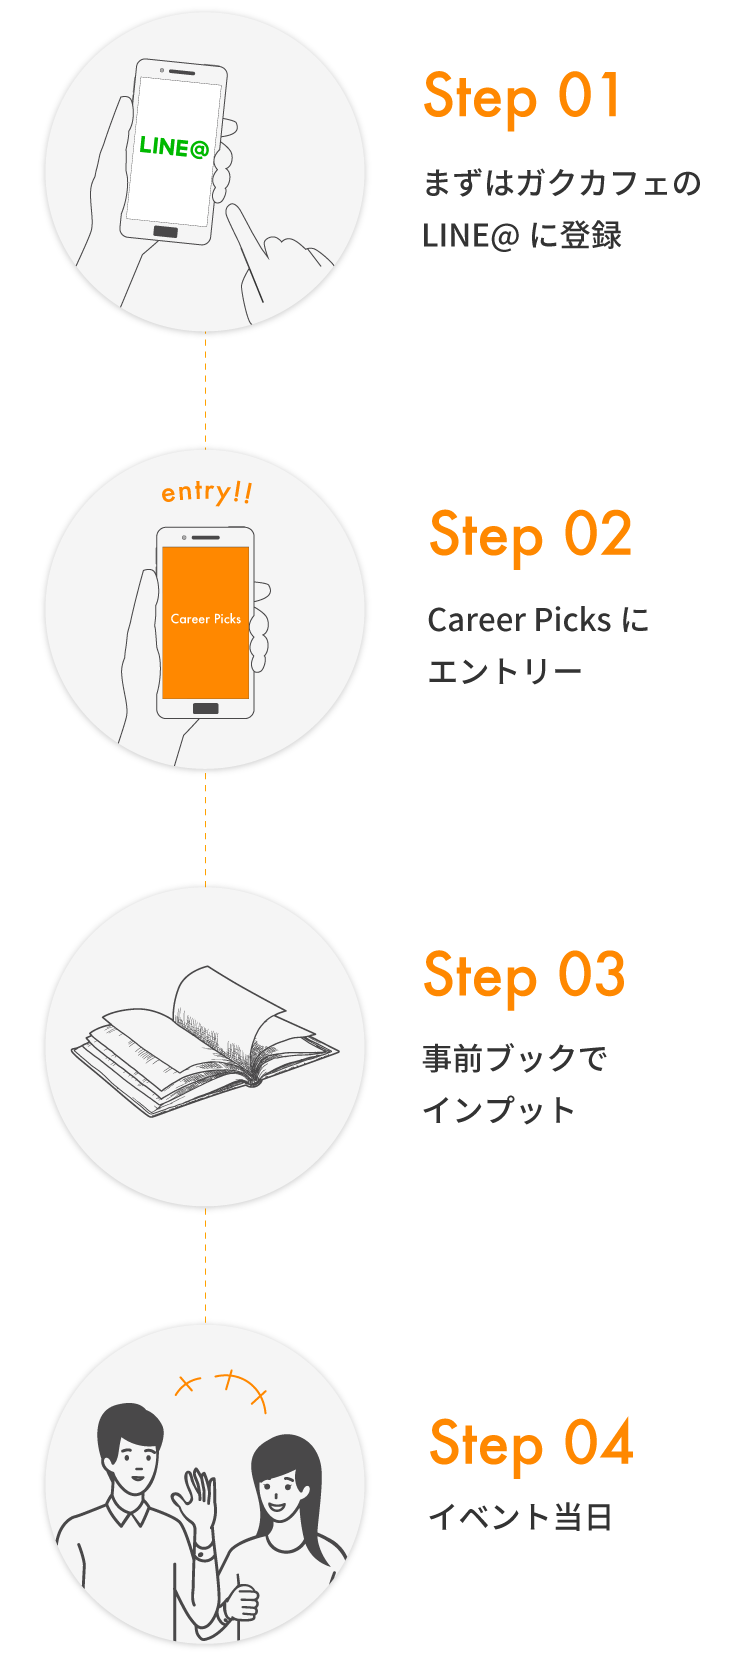 LINE@
Step 01
まずはガクカフェの
LINE@ に登録
entry!!
Career Picks
Step 02
Career Picks に
エントリー
Step 03
事前ブックで
インプット
Step 04
イベント当日